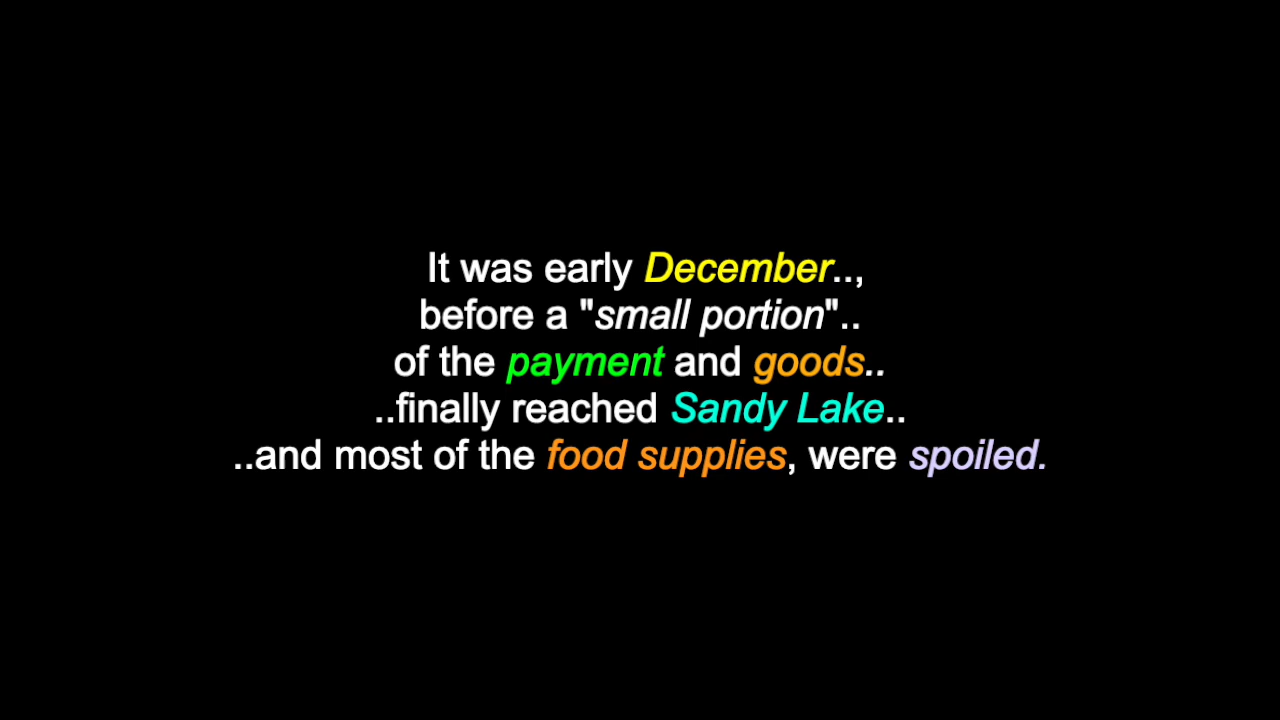 It was early December..,
before a "small portion"..
of the payment and goods..
..finally reached Sandy Lake..
..and most of the food supplies, were spoiled.